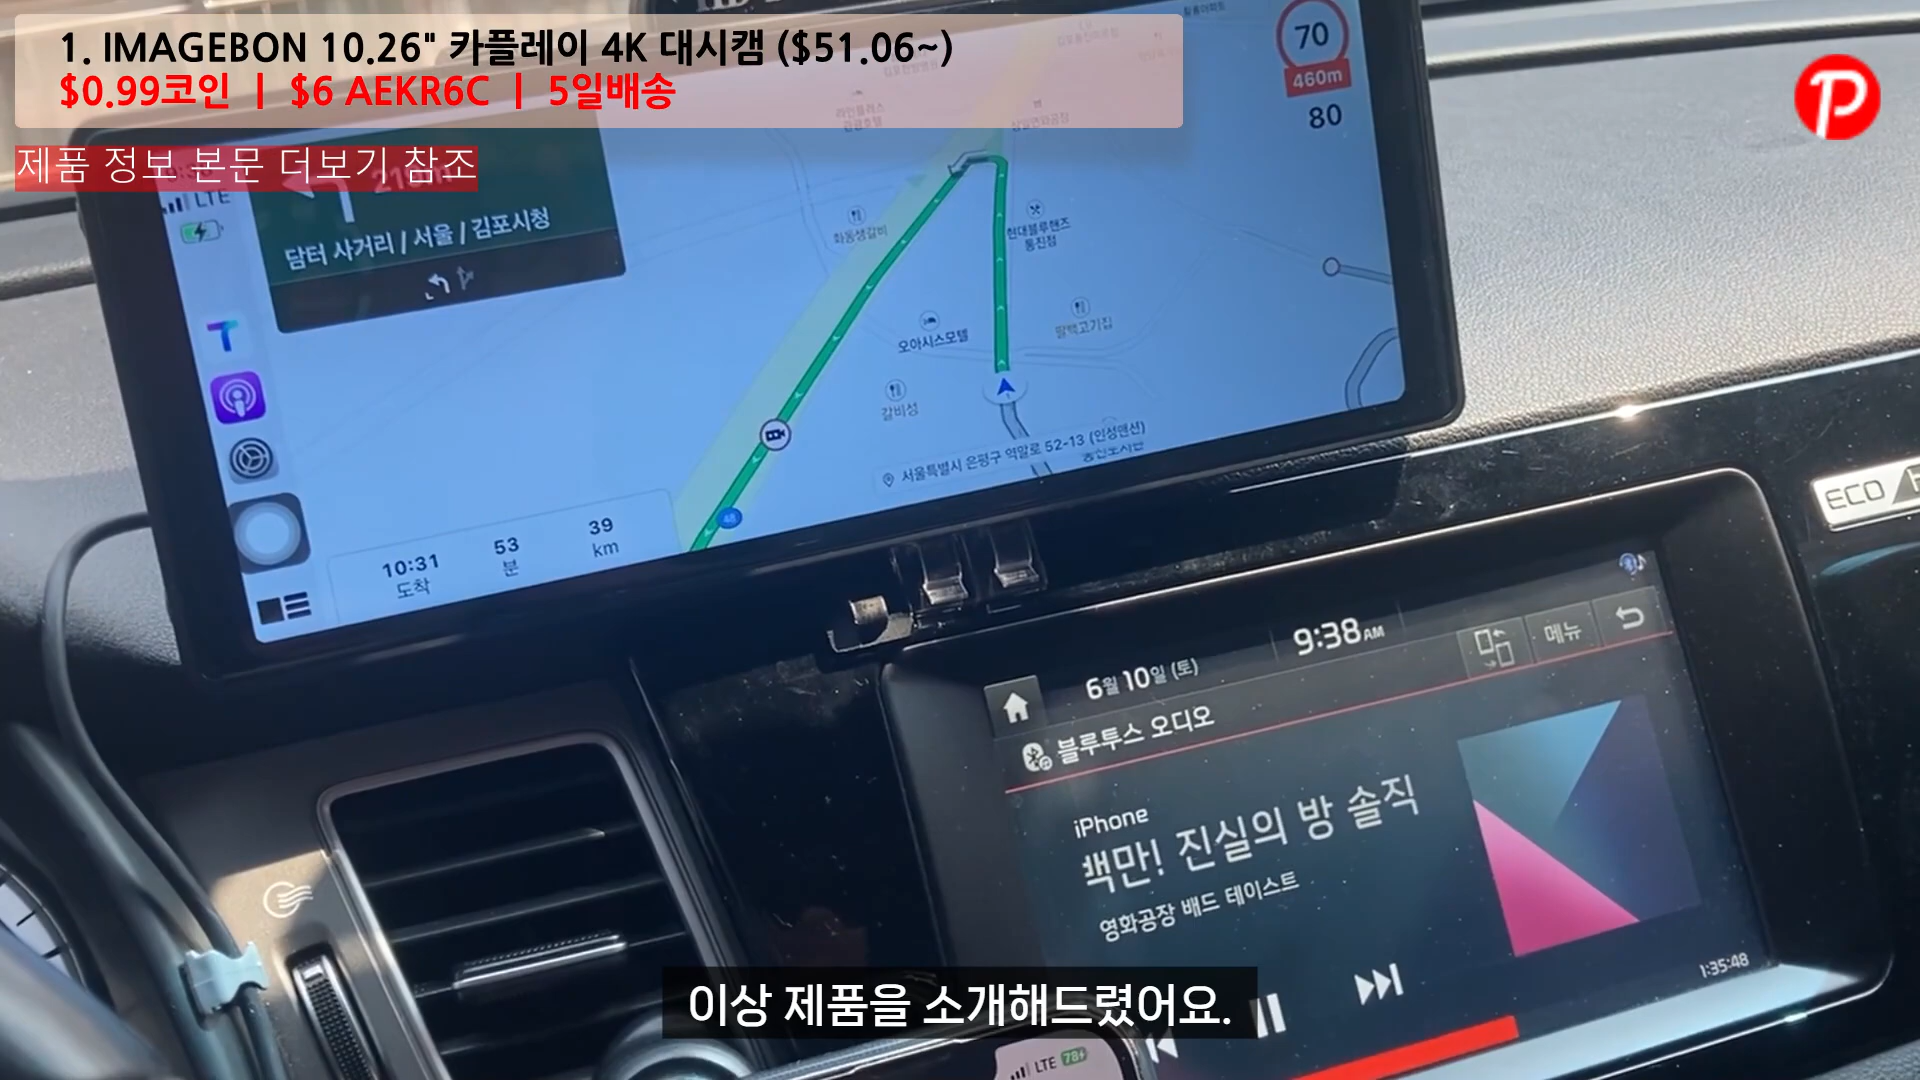 1. IMAGEBON 10.26" 카플레이 4K 대시캠 ($51.06~)
$0.99코인 | $6 AEKR6C | 5일배송
제품 정보 본문 더보기 참조
70
460m
80
LTE
담터 사거리 / 서울 / 김포시청
화동생갈비
현대블루핸즈
통진점
오아시스모텔
갈비성
서울특별시 은평구 역말로 52-13 (인성맨션)
48
10:31
도착
53
분
39
km
ECO
6월 10일 (토)
9:38 AM
메뉴
블루투스 오디오
iPhone
백만! 진실의 방 솔직
영화공장 배드 테이스트
1:35:48
이상 제품을 소개해드렸어요.
LTE 78